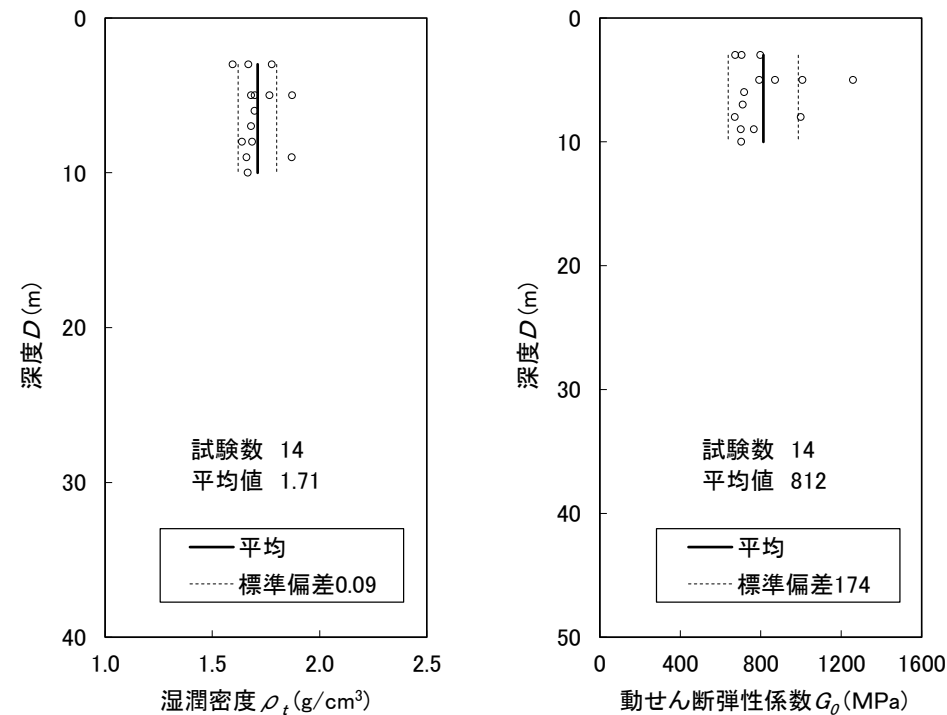 0
10
20
30
40
深度D(m)
試験数 14
平均値 1.71
平均
標準偏差0.09
1.0 1.5 2.0 2.5
湿潤密度ρt(g/cm³)
0
10
20
30
40
50
深度D(m)
試験数 14
平均値 812
平均
標準偏差174
0 400 800 1200 1600
動せん断弾性係数G₀(MPa)